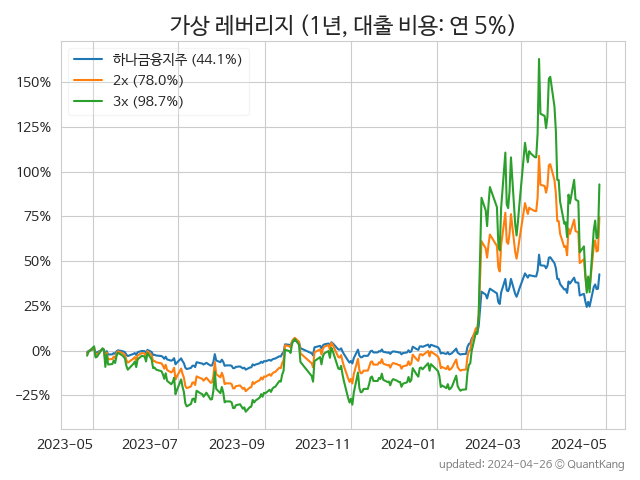 가상 레버리지 (1년, 대출 비용: 연 5%)
하나금융지주 (44.1%)
2x (78.0%)
3x (98.7%)
150%
125%
100%
75%
50%
25%
0%
−25%
2023-05 2023-07 2023-09 2023-11 2024-01 2024-03 2024-05
updated: 2024-04-26 © QuantKang